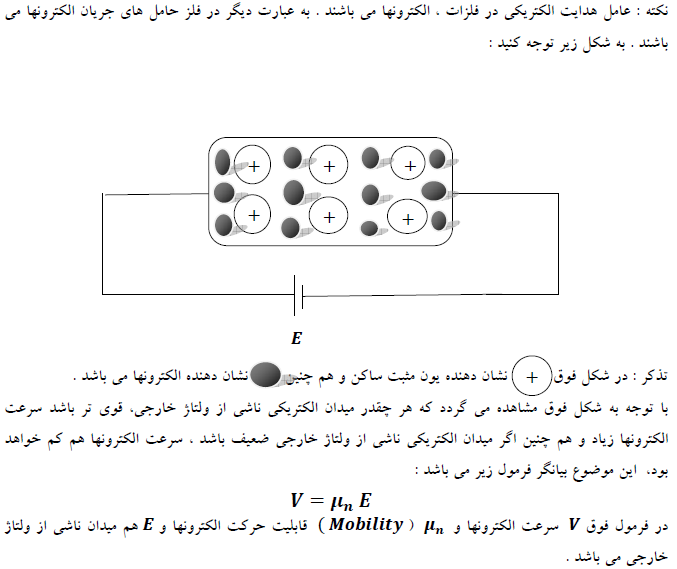 نکته : عامل هدایت الکتریکی در فلزات ، الکترونها می باشند . به عبارت دیگر در فلز حامل های جریان الکترونها می
باشند . به شکل زیر توجه کنید :
+ + +
+ + +
E
تذکر : در شکل فوق + نشان دهنده یون مثبت ساکن و هم چنین نشان دهنده الکترونها می باشد .
با توجه به شکل فوق مشاهده می گردد که هر چقدر میدان الکتریکی ناشی از ولتاژ خارجی، قوی تر باشد سرعت
الکترونها زیاد و هم چنین اگر میدان الکتریکی ناشی از ولتاژ خارجی ضعیف باشد ، سرعت الکترونها هم کم خواهد
بود، این موضوع بیانگر فرمول زیر می باشد :
V = μₙ E
در فرمول فوق V سرعت الکترونها و μₙ ( Mobility ) قابلیت حرکت الکترونها و E هم میدان ناشی از ولتاژ
خارجی می باشد .